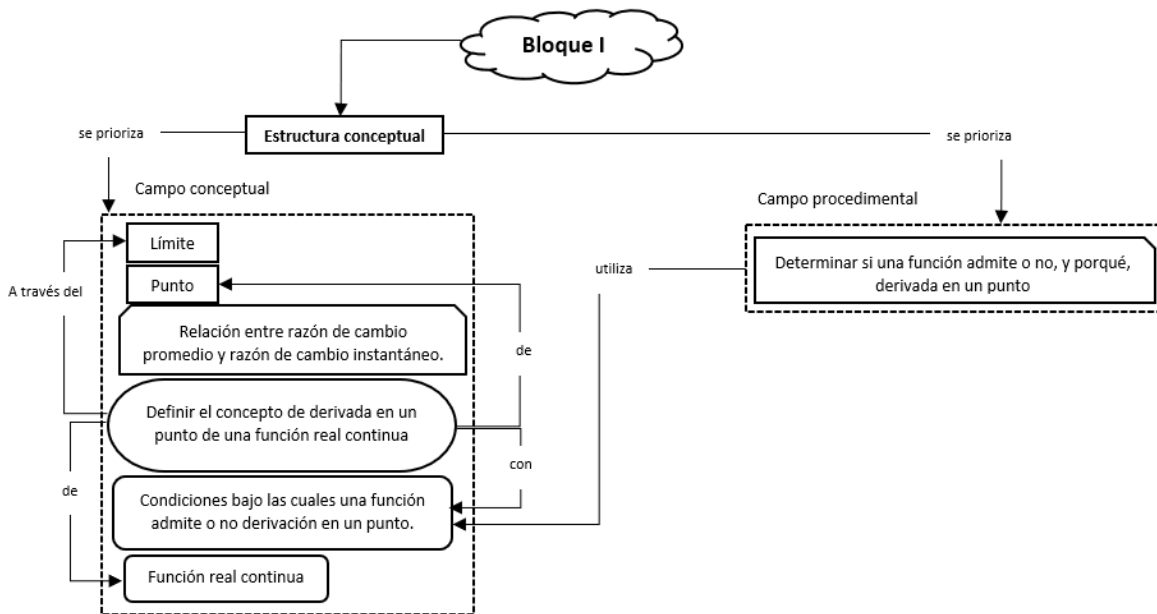 Bloque I
se prioriza
Estructura conceptual
se prioriza
Campo conceptual
Campo procedimental
Límite
Punto
A través del
Relación entre razón de cambio
promedio y razón de cambio instantáneo.
de
Definir el concepto de derivada en un
punto de una función real continua
con
de
Condiciones bajo las cuales una función
admite o no derivación en un punto.
Función real continua
utiliza
Determinar si una función admite o no, y porqué,
derivada en un punto